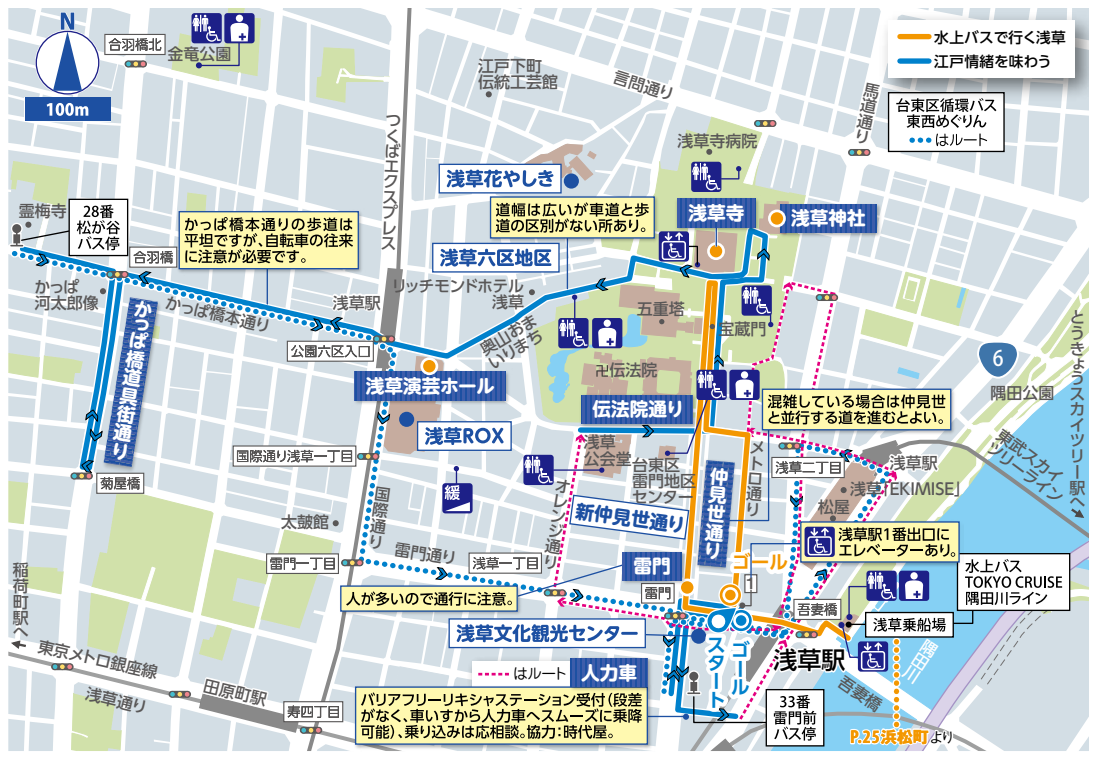 N
100m
合羽橋北
金竜公園
江戸下町
伝統工芸館
言問通り
馬道通り
水上バスで行く浅草
江戸情緒を味わう
台東区循環バス
東西めぐりん
はルート
つくばエクスプレス
浅草寺病院
浅草花やしき
浅草寺
浅草神社
霊梅寺
28番
松が谷
バス停
かっぱ橋本通りの歩道は
平坦ですが、自転車の往来
に注意が必要です。
道幅は広いが車道と歩
道の区別がない所あり。
合羽橋
浅草六区地区
かっぱ
河太郎像
かっぱ橋本通り
浅草駅
リッチモンドホテル
浅草
五重塔
宝蔵門
奥山おま
いりまち
公園六区入口
かっぱ橋道具街通り
浅草演芸ホール
卍伝法院
6
隅田公園
とうきょうスカイツリー駅へ
伝法院通り
混雑している場合は仲見世
と並行する道を進むとよい。
浅草ROX
国際通り浅草一丁目
浅草
公会堂
台東区
雷門地区
センター
仲見世通り
メトロ通り
浅草二丁目
浅草駅
東武スカイ
ツリーライン
浅草「EKIMISE」
松屋
菊屋橋
緩
オレンジ通り
新仲見世通り
太鼓館
国際通り
浅草駅1番出口に
エレベーターあり。
雷門一丁目
雷門通り
浅草一丁目
雷門
ゴール
1
水上バス
TOKYO CRUISE
隅田川ライン
人が多いので通行に注意。
雷門
吾妻橋
浅草乗船場
稲荷町駅へ
浅草文化観光センター
スタート
ゴール
浅草駅
隅田川
東京メトロ銀座線
はルート
人力車
浅草通り
田原町駅
寿四丁目
バリアフリーリキシャステーション受付(段差
がなく、車いすから人力車へスムーズに乗降
可能)、乗り込みは応相談。協力:時代屋。
33番
雷門前
バス停
吾妻橋
P.25浜松町より